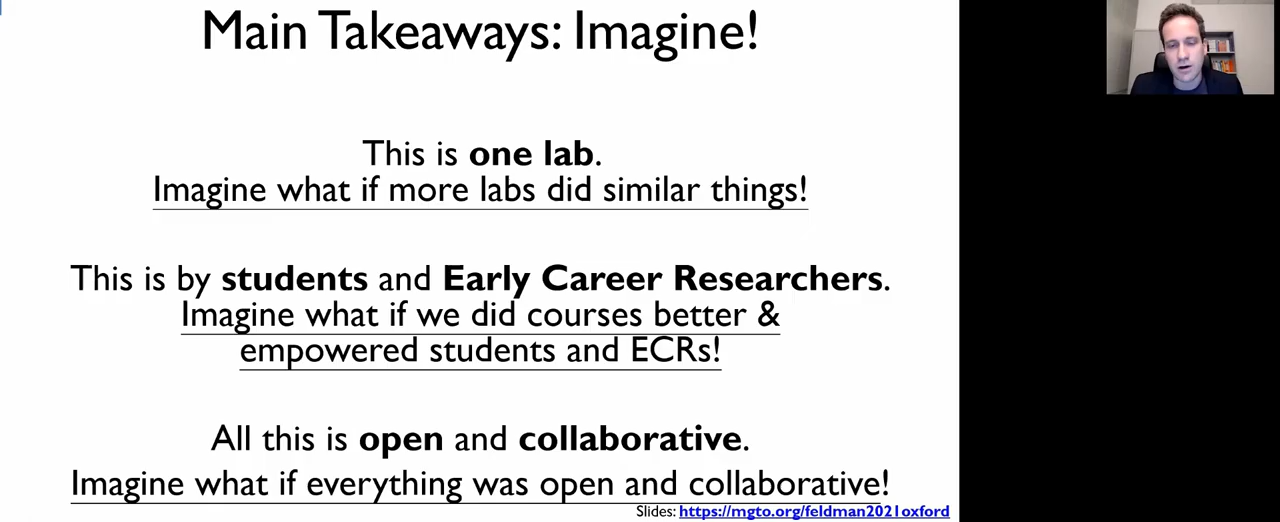 Main Takeaways: Imagine!
This is one lab.
Imagine what if more labs did similar things!
This is by students and Early Career Researchers.
Imagine what if we did courses better &
empowered students and ECRs!
All this is open and collaborative.
Imagine what if everything was open and collaborative!
Slides: https://mgto.org/feldman2021oxford